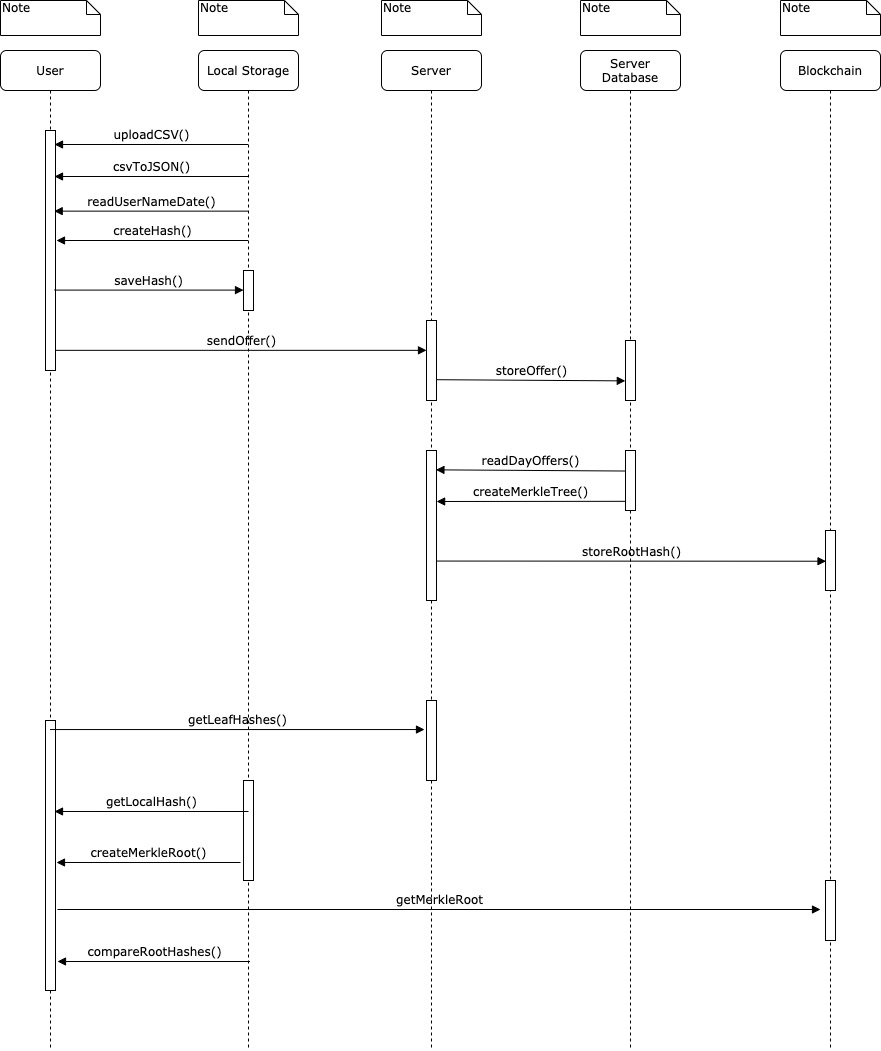 Note
Note
Note
Note
Note
User
Local Storage
Server
Server
Database
Blockchain
uploadCSV()
csvToJSON()
readUserNameDate()
createHash()
saveHash()
sendOffer()
storeOffer()
readDayOffers()
createMerkleTree()
storeRootHash()
getLeafHashes()
getLocalHash()
createMerkleRoot()
getMerkleRoot
compareRootHashes()